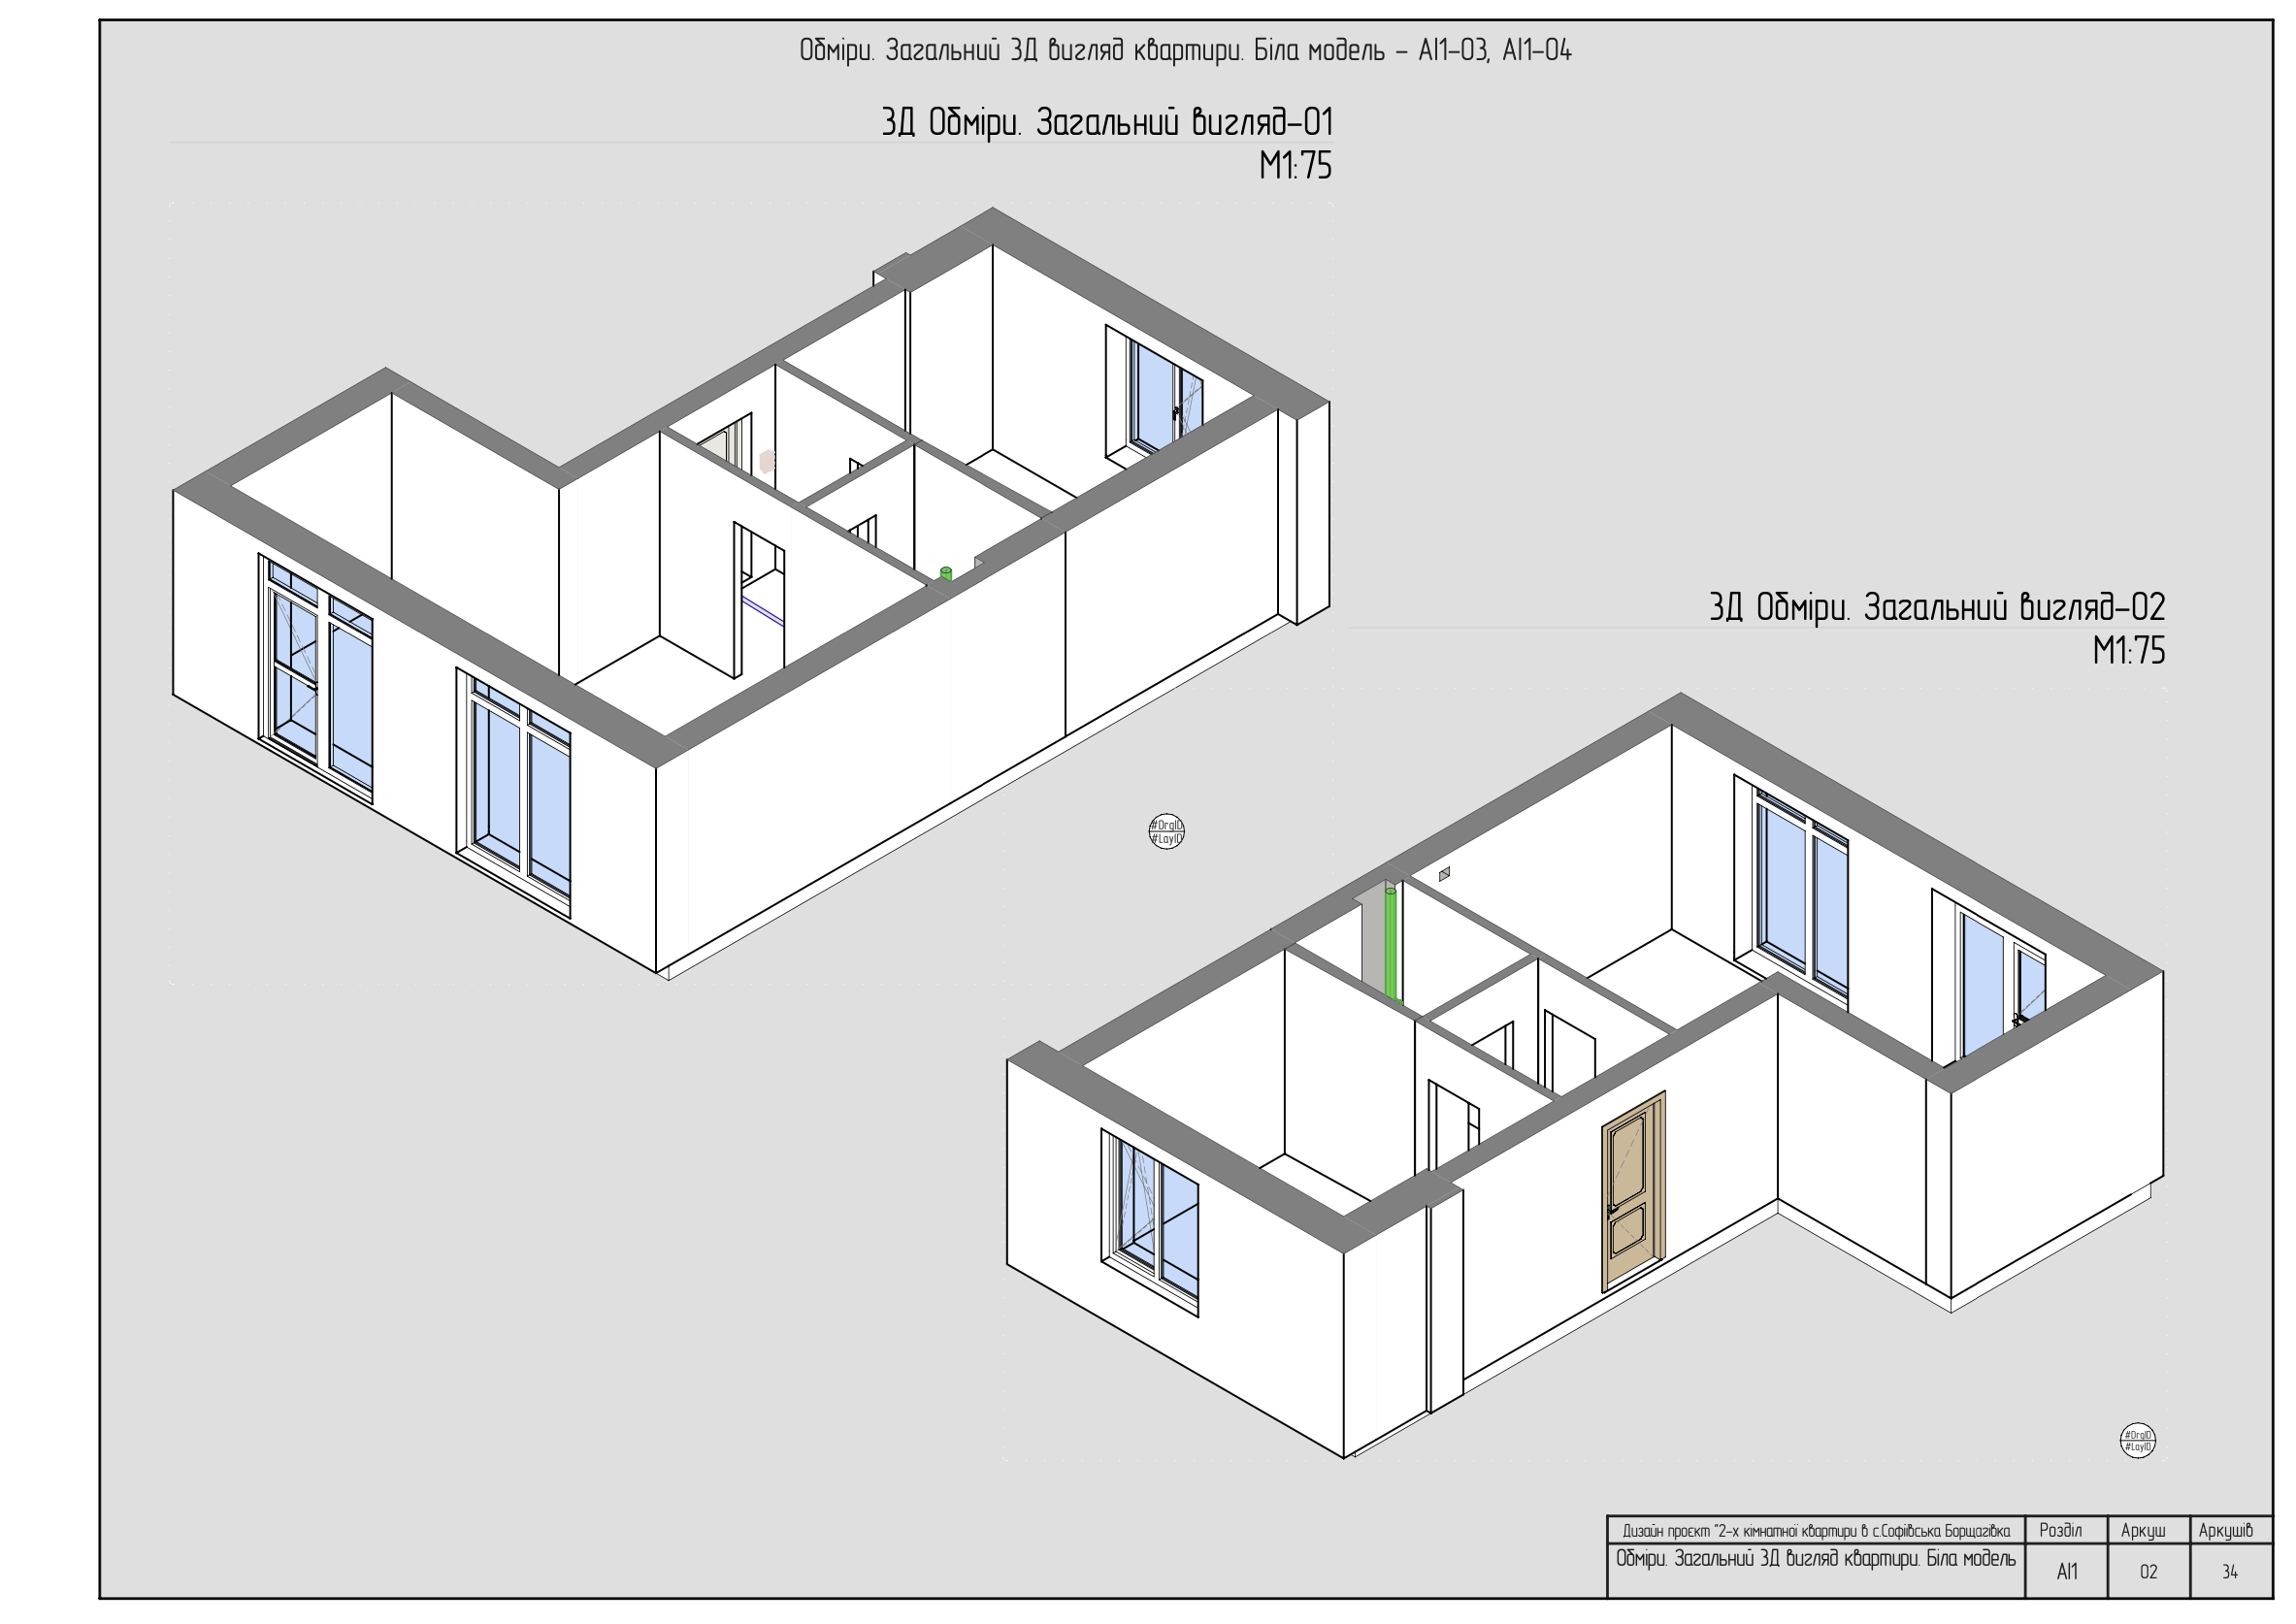 Обміри. Загальний 3Д вигляд квартири. Біла модель - АІ1-03, АІ1-04
3Д Обміри. Загальний вигляд-01
М1:75
3Д Обміри. Загальний вигляд-02
М1:75
#DrgID
#LayID
#DrgID
#LayID
Дизайн проєкт "2-х кімнатної квартири в с.Софіївська Борщагівка Розділ Аркуш Аркушів
Обміри. Загальний 3Д вигляд квартири. Біла модель АІ1 02 34